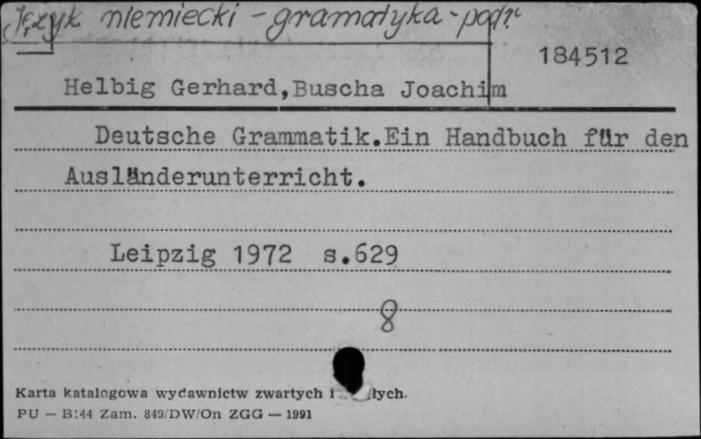 Język niemiecki - gramatyka - podr.
184512
Helbig Gerhard,Buscha Joachim
Deutsche Grammatik.Ein Handbuch für den
Ausländerunterricht.
Leipzig 1972 s.629
8
Karta katalogowa wydawnictw zwartych i
PU — B:44 Zam. 849/DW/On ZGG — 1991